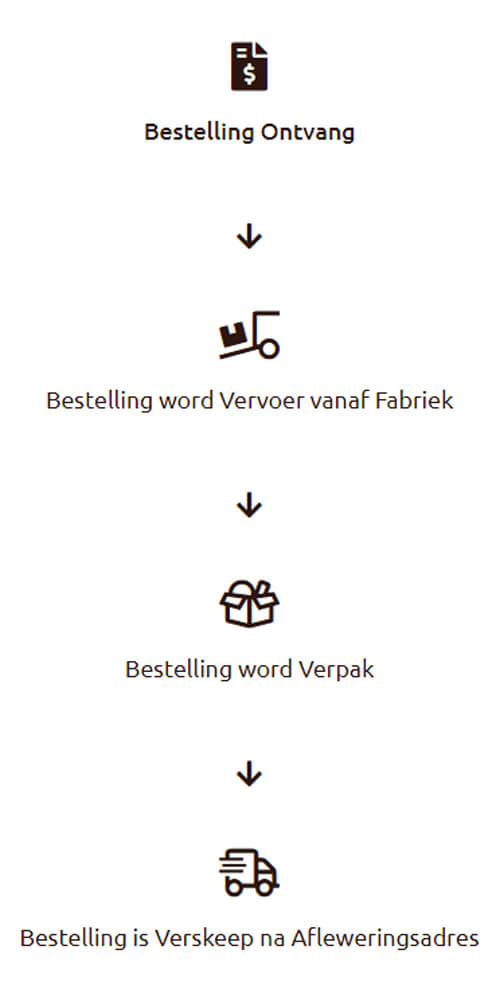 Bestelling Ontvang
Bestelling word Vervoer vanaf Fabriek
Bestelling word Verpak
Bestelling is Verskeep na Afleweringsadres